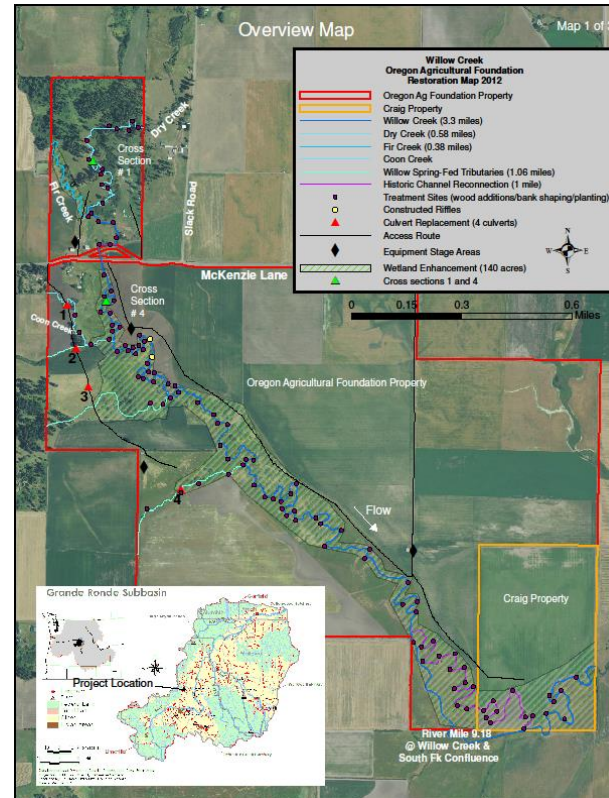 Overview Map
Map 1 of
Willow Creek
Oregon Agricultural Foundation
Restoration Map 2012
Oregon Ag Foundation Property
Craig Property
Willow Creek (3.3 miles)
Dry Creek (0.58 miles)
Fir Creek (0.38 miles)
Coon Creek
Willow Spring-Fed Tributaries (1.06 miles)
Historic Channel Reconnection (1 mile)
Treatment Sites (wood additions/bank shaping/planting)
Constructed Riffles
Culvert Replacement (4 culverts)
Access Route
Equipment Stage Areas
Wetland Enhancement (140 acres)
Cross sections 1 and 4
N
W
E
S
0
0.15
0.3
0.6
Miles
Dry Creek
Cross
Section
# 1
Fir Creek
Slack Road
McKenzie Lane
Cross
Section
# 4
1
Coon Creek
2
3
4
Oregon Agricultural Foundation Property
Flow
Craig Property
River Mile 9.18
@ Willow Creek &
South Fk Confluence
Grande Ronde Subbasin
Project Location